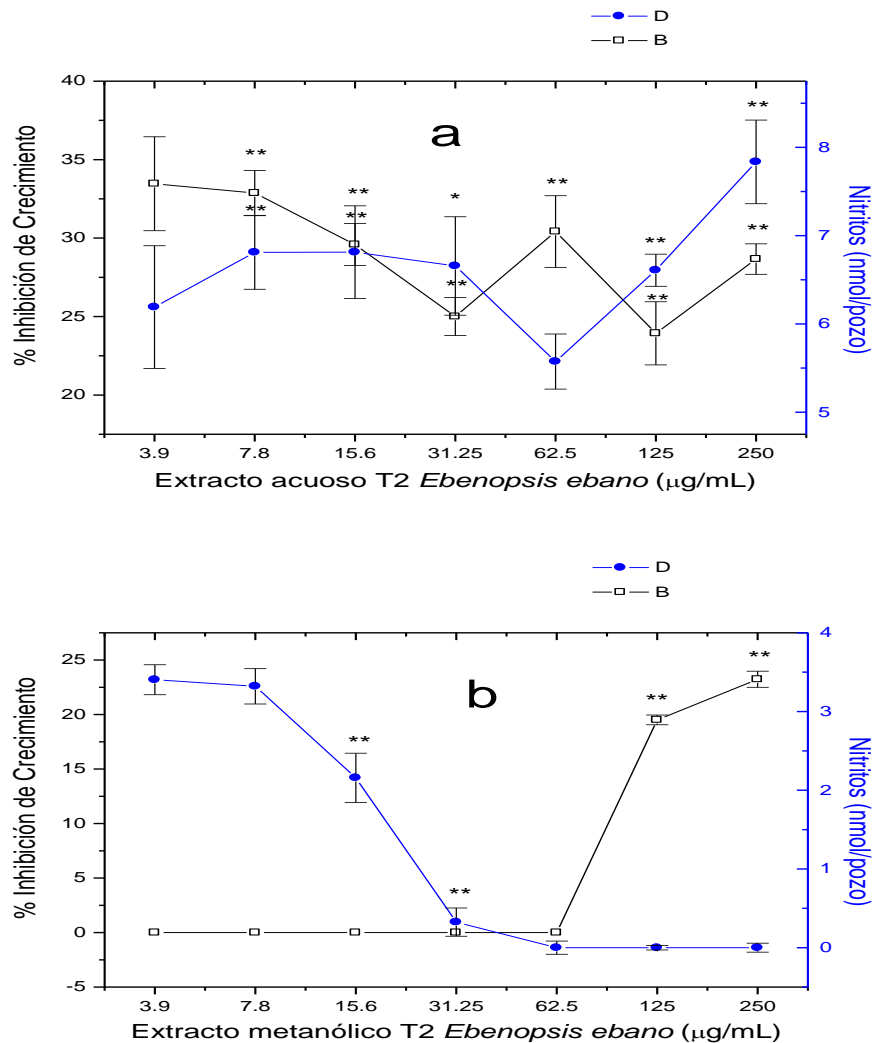 D
B
a
% Inhibición de Crecimiento
40
35
30
25
20
Nitritos (nmol/pozo)
8
7
6
5
**
**
**
**
*
**
**
**
**
**
**
3.9 7.8 15.6 31.25 62.5 125 250
Extracto acuoso T2 Ebenopsis ebano (µg/mL)
D
B
b
% Inhibición de Crecimiento
25
20
15
10
5
0
-5
Nitritos (nmol/pozo)
4
3
2
1
0
**
**
**
**
3.9 7.8 15.6 31.25 62.5 125 250
Extracto metanólico T2 Ebenopsis ebano (µg/mL)